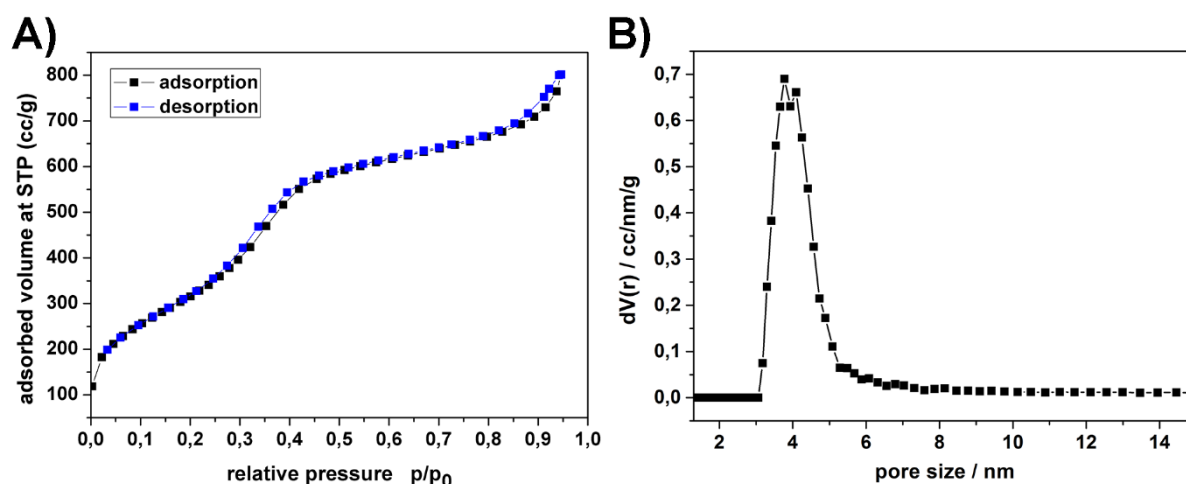 A)
adsorption
desorption
adsorbed volume at STP (cc/g)
800
700
600
500
400
300
200
100
0,0 0,1 0,2 0,3 0,4 0,5 0,6 0,7 0,8 0,9 1,0
relative pressure p/p0
B)
dV(r) / cc/nm/g
0,7
0,6
0,5
0,4
0,3
0,2
0,1
0,0
2 4 6 8 10 12 14
pore size / nm